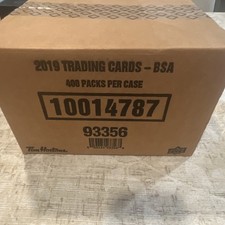 2019 TRADING CARDS – BSA
400 PACKS PER CASE
10014787
93356
Tim Hortons